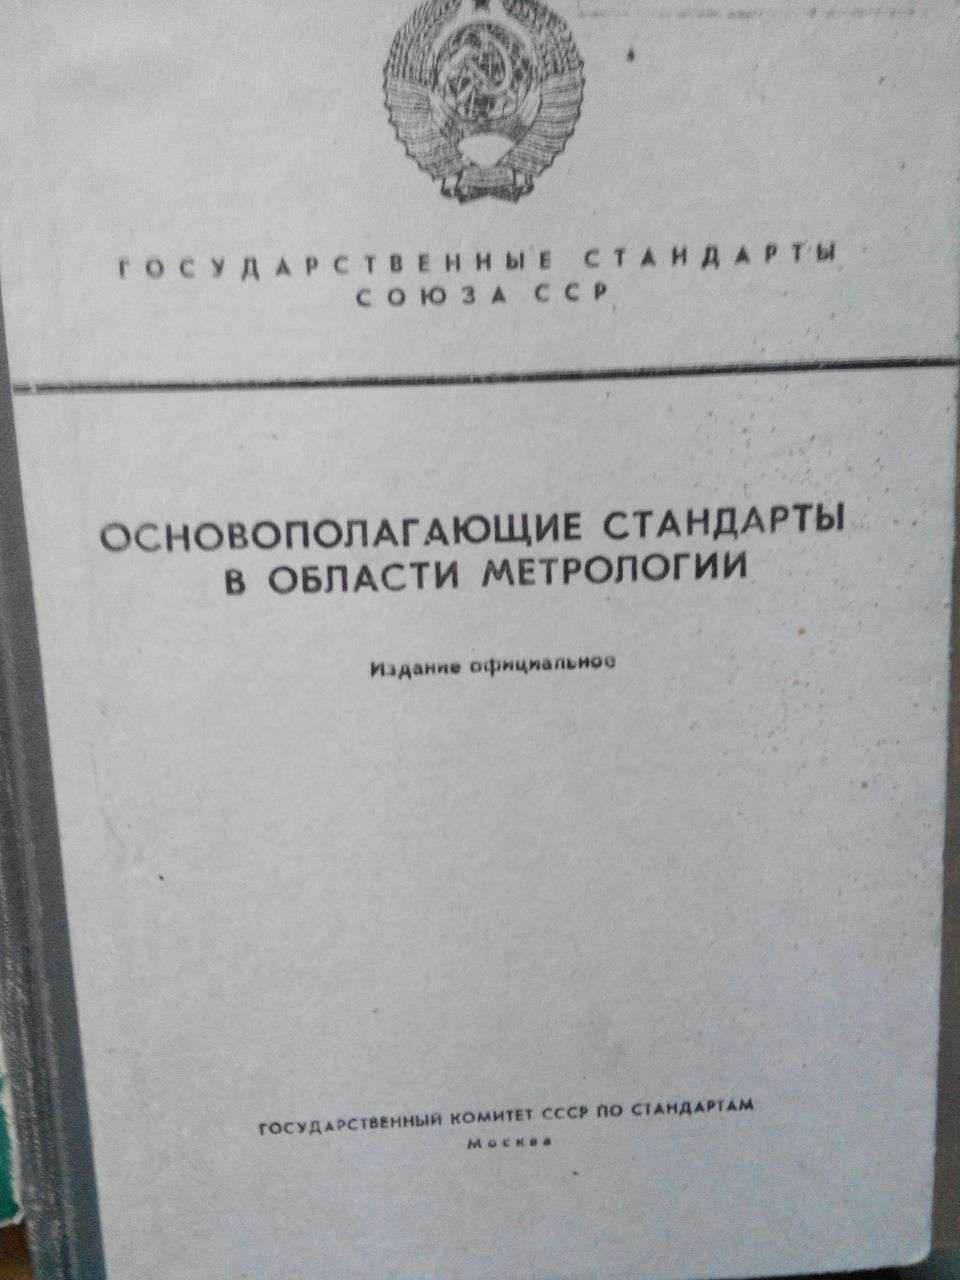 ГОСУДАРСТВЕННЫЕ СТАНДАРТЫ
СОЮЗА ССР
ОСНОВОПОЛАГАЮЩИЕ СТАНДАРТЫ
В ОБЛАСТИ МЕТРОЛОГИИ
Издание официальное
ГОСУДАРСТВЕННЫЙ КОМИТЕТ СССР ПО СТАНДАРТАМ
Москва